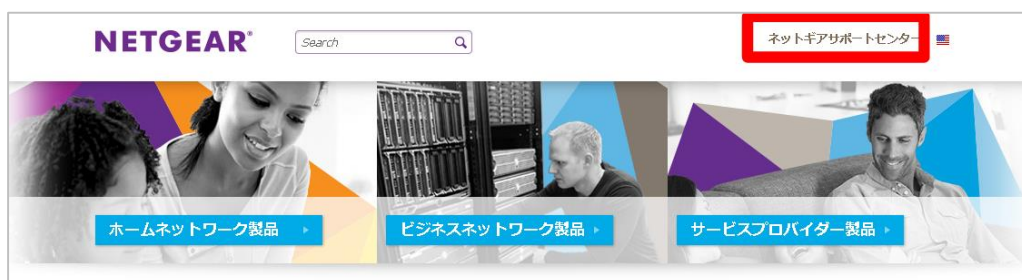 NETGEAR®
Search
ネットギアサポートセンター
ホームネットワーク製品
ビジネスネットワーク製品
サービスプロバイダー製品